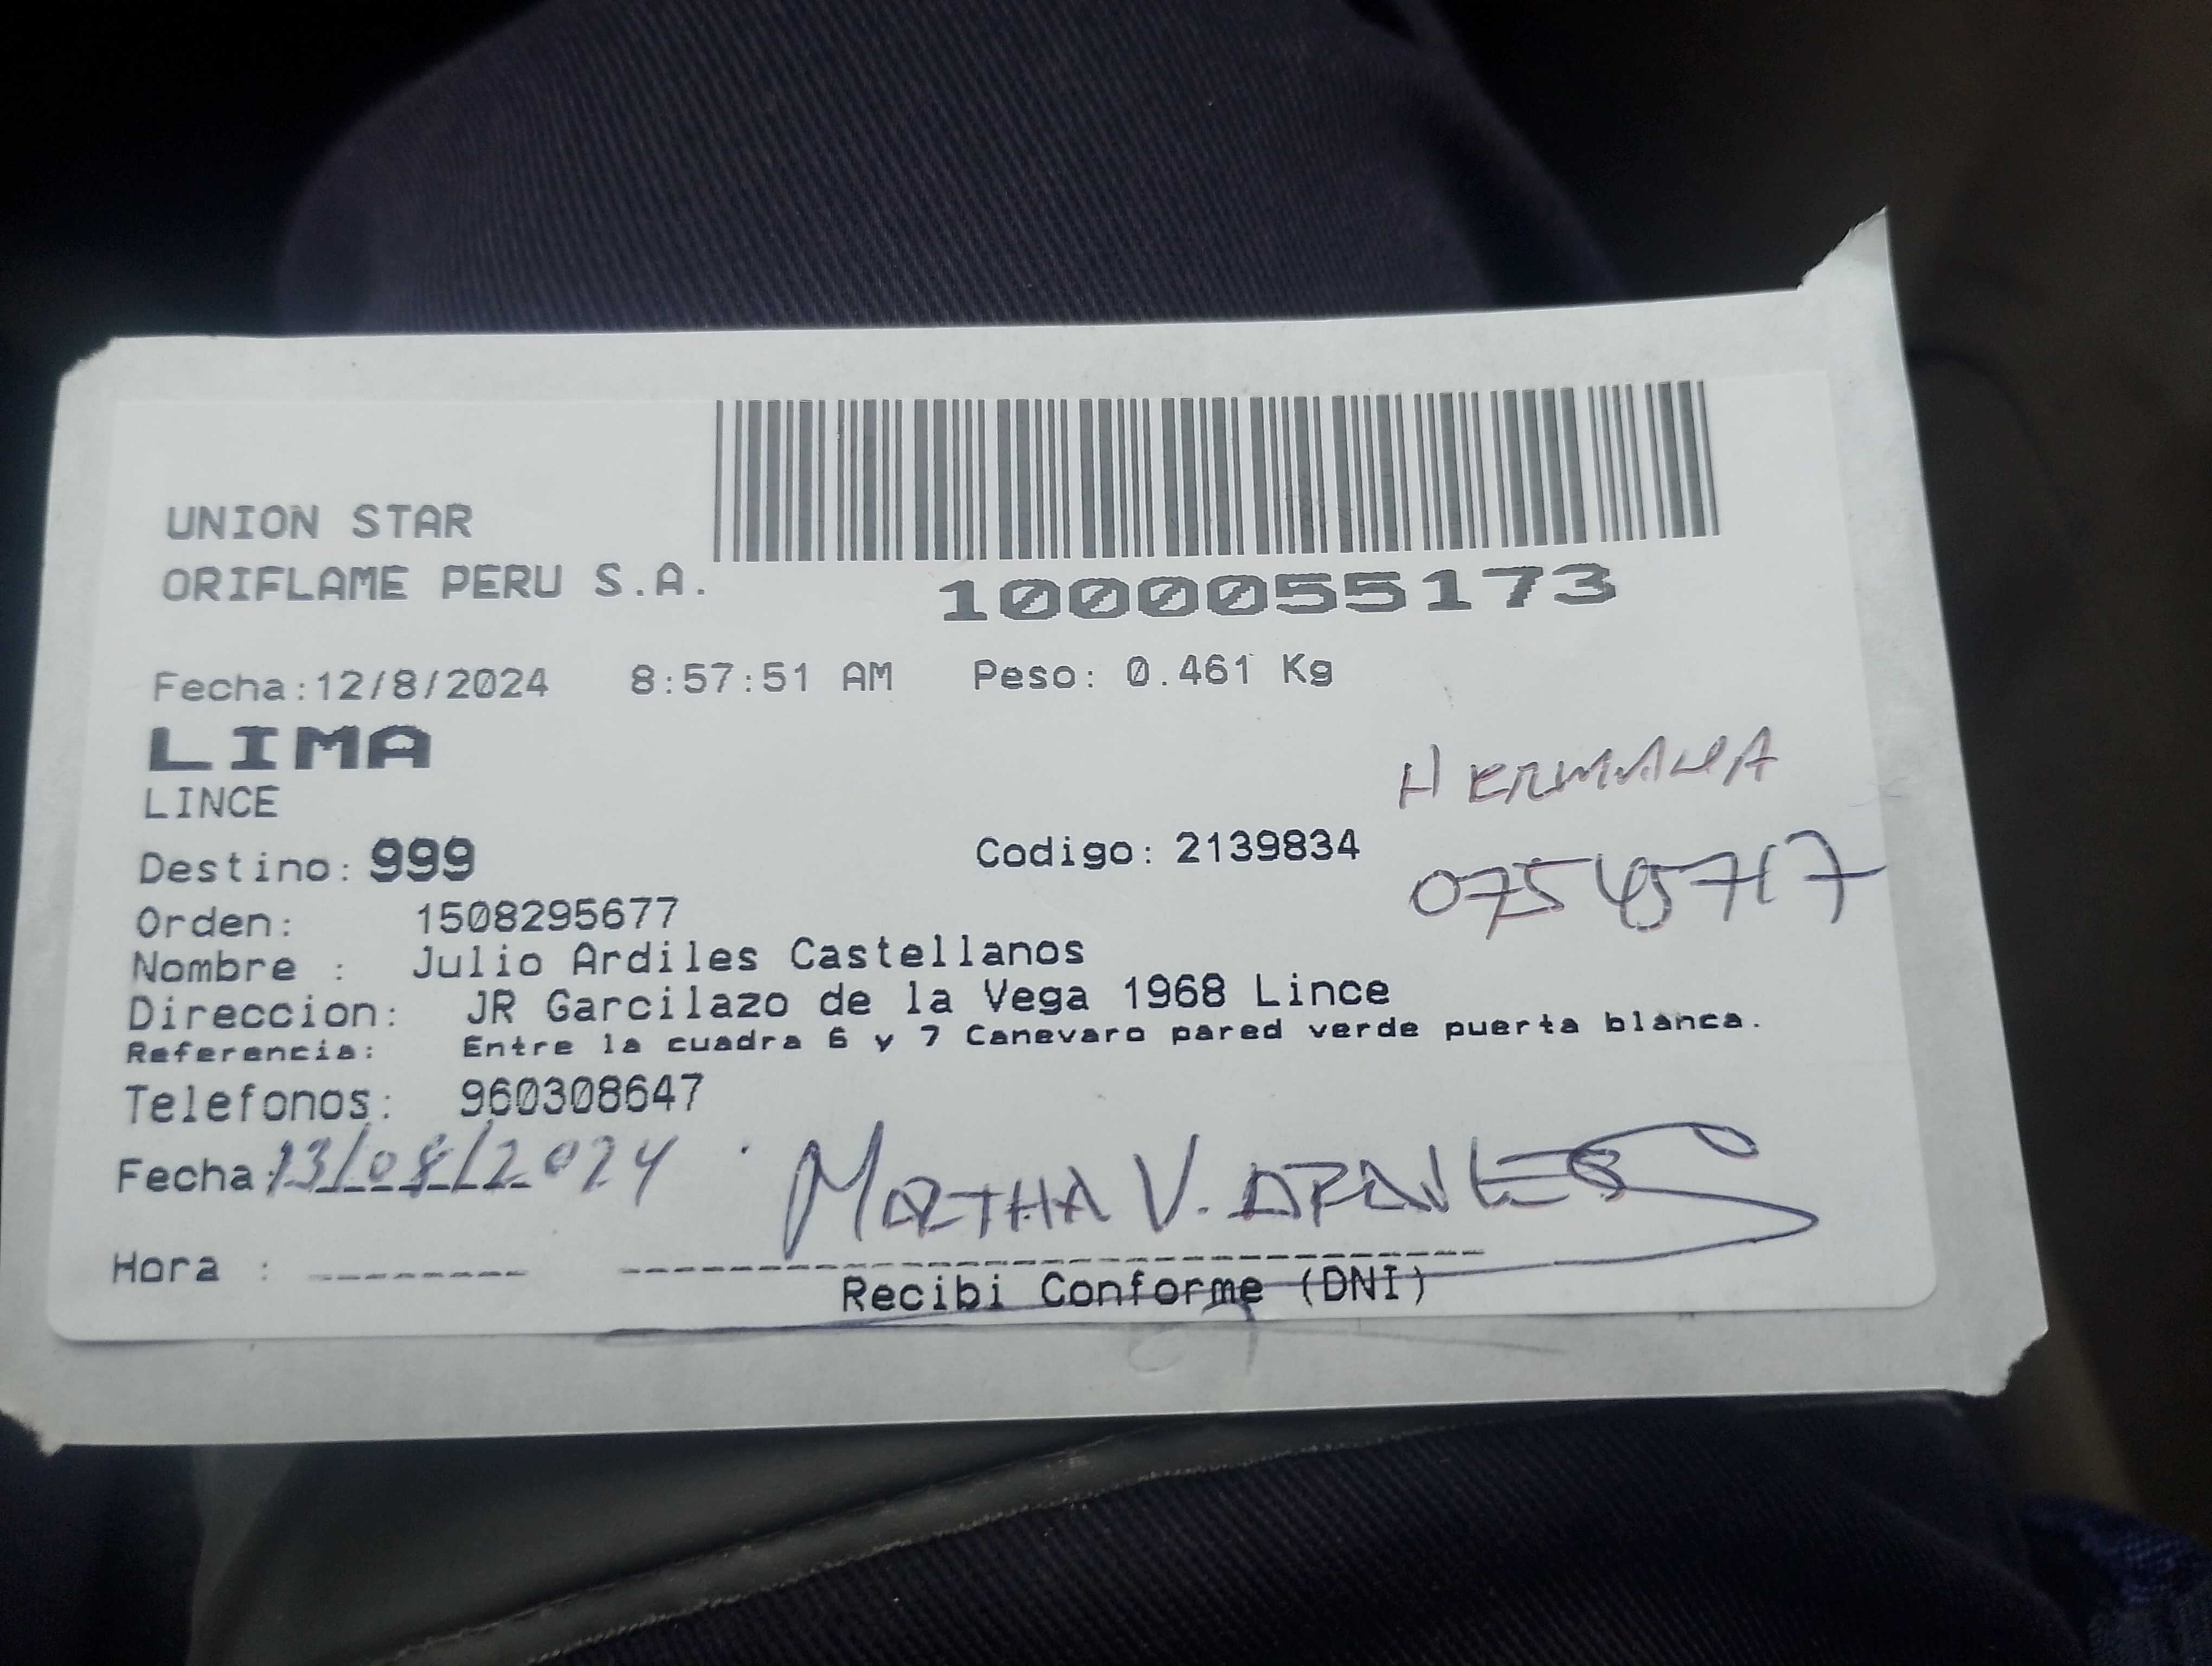 UNION STAR
ORIFLAME PERU S.A.
1000055173
Fecha:12/8/2024 8:57:51 AM Peso: 0.461 Kg
LIMA
LINCE
HERMANA
Destino: 999 Codigo: 2139834
07545717
Orden: 1508295677
Nombre : Julio Ardiles Castellanos
Direccion: JR Garcilazo de la Vega 1968 Lince
Referencia: Entre la cuadra 6 y 7 Canevaro pared verde puerta blanca.
Telefonos: 960308647
Fecha: 13/08/2024 MARTHA V.
Hora :
Recibi Conforme (DNI)